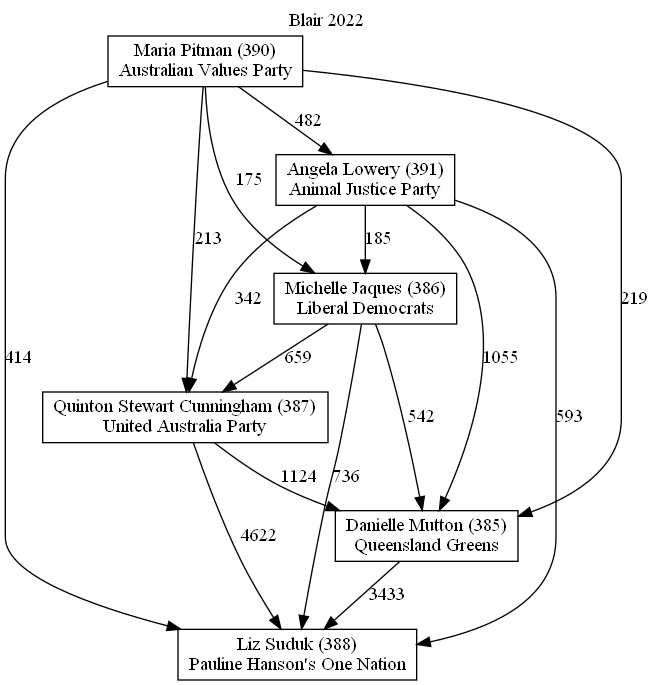 Blair 2022
Maria Pitman (390)
Australian Values Party
482
Angela Lowery (391)
Animal Justice Party
175
213
185
342
219
Michelle Jaques (386)
Liberal Democrats
414
659
1055
Quinton Stewart Cunningham (387)
United Australia Party
542
593
1124
736
Danielle Mutton (385)
Queensland Greens
4622
3433
Liz Suduk (388)
Pauline Hanson's One Nation